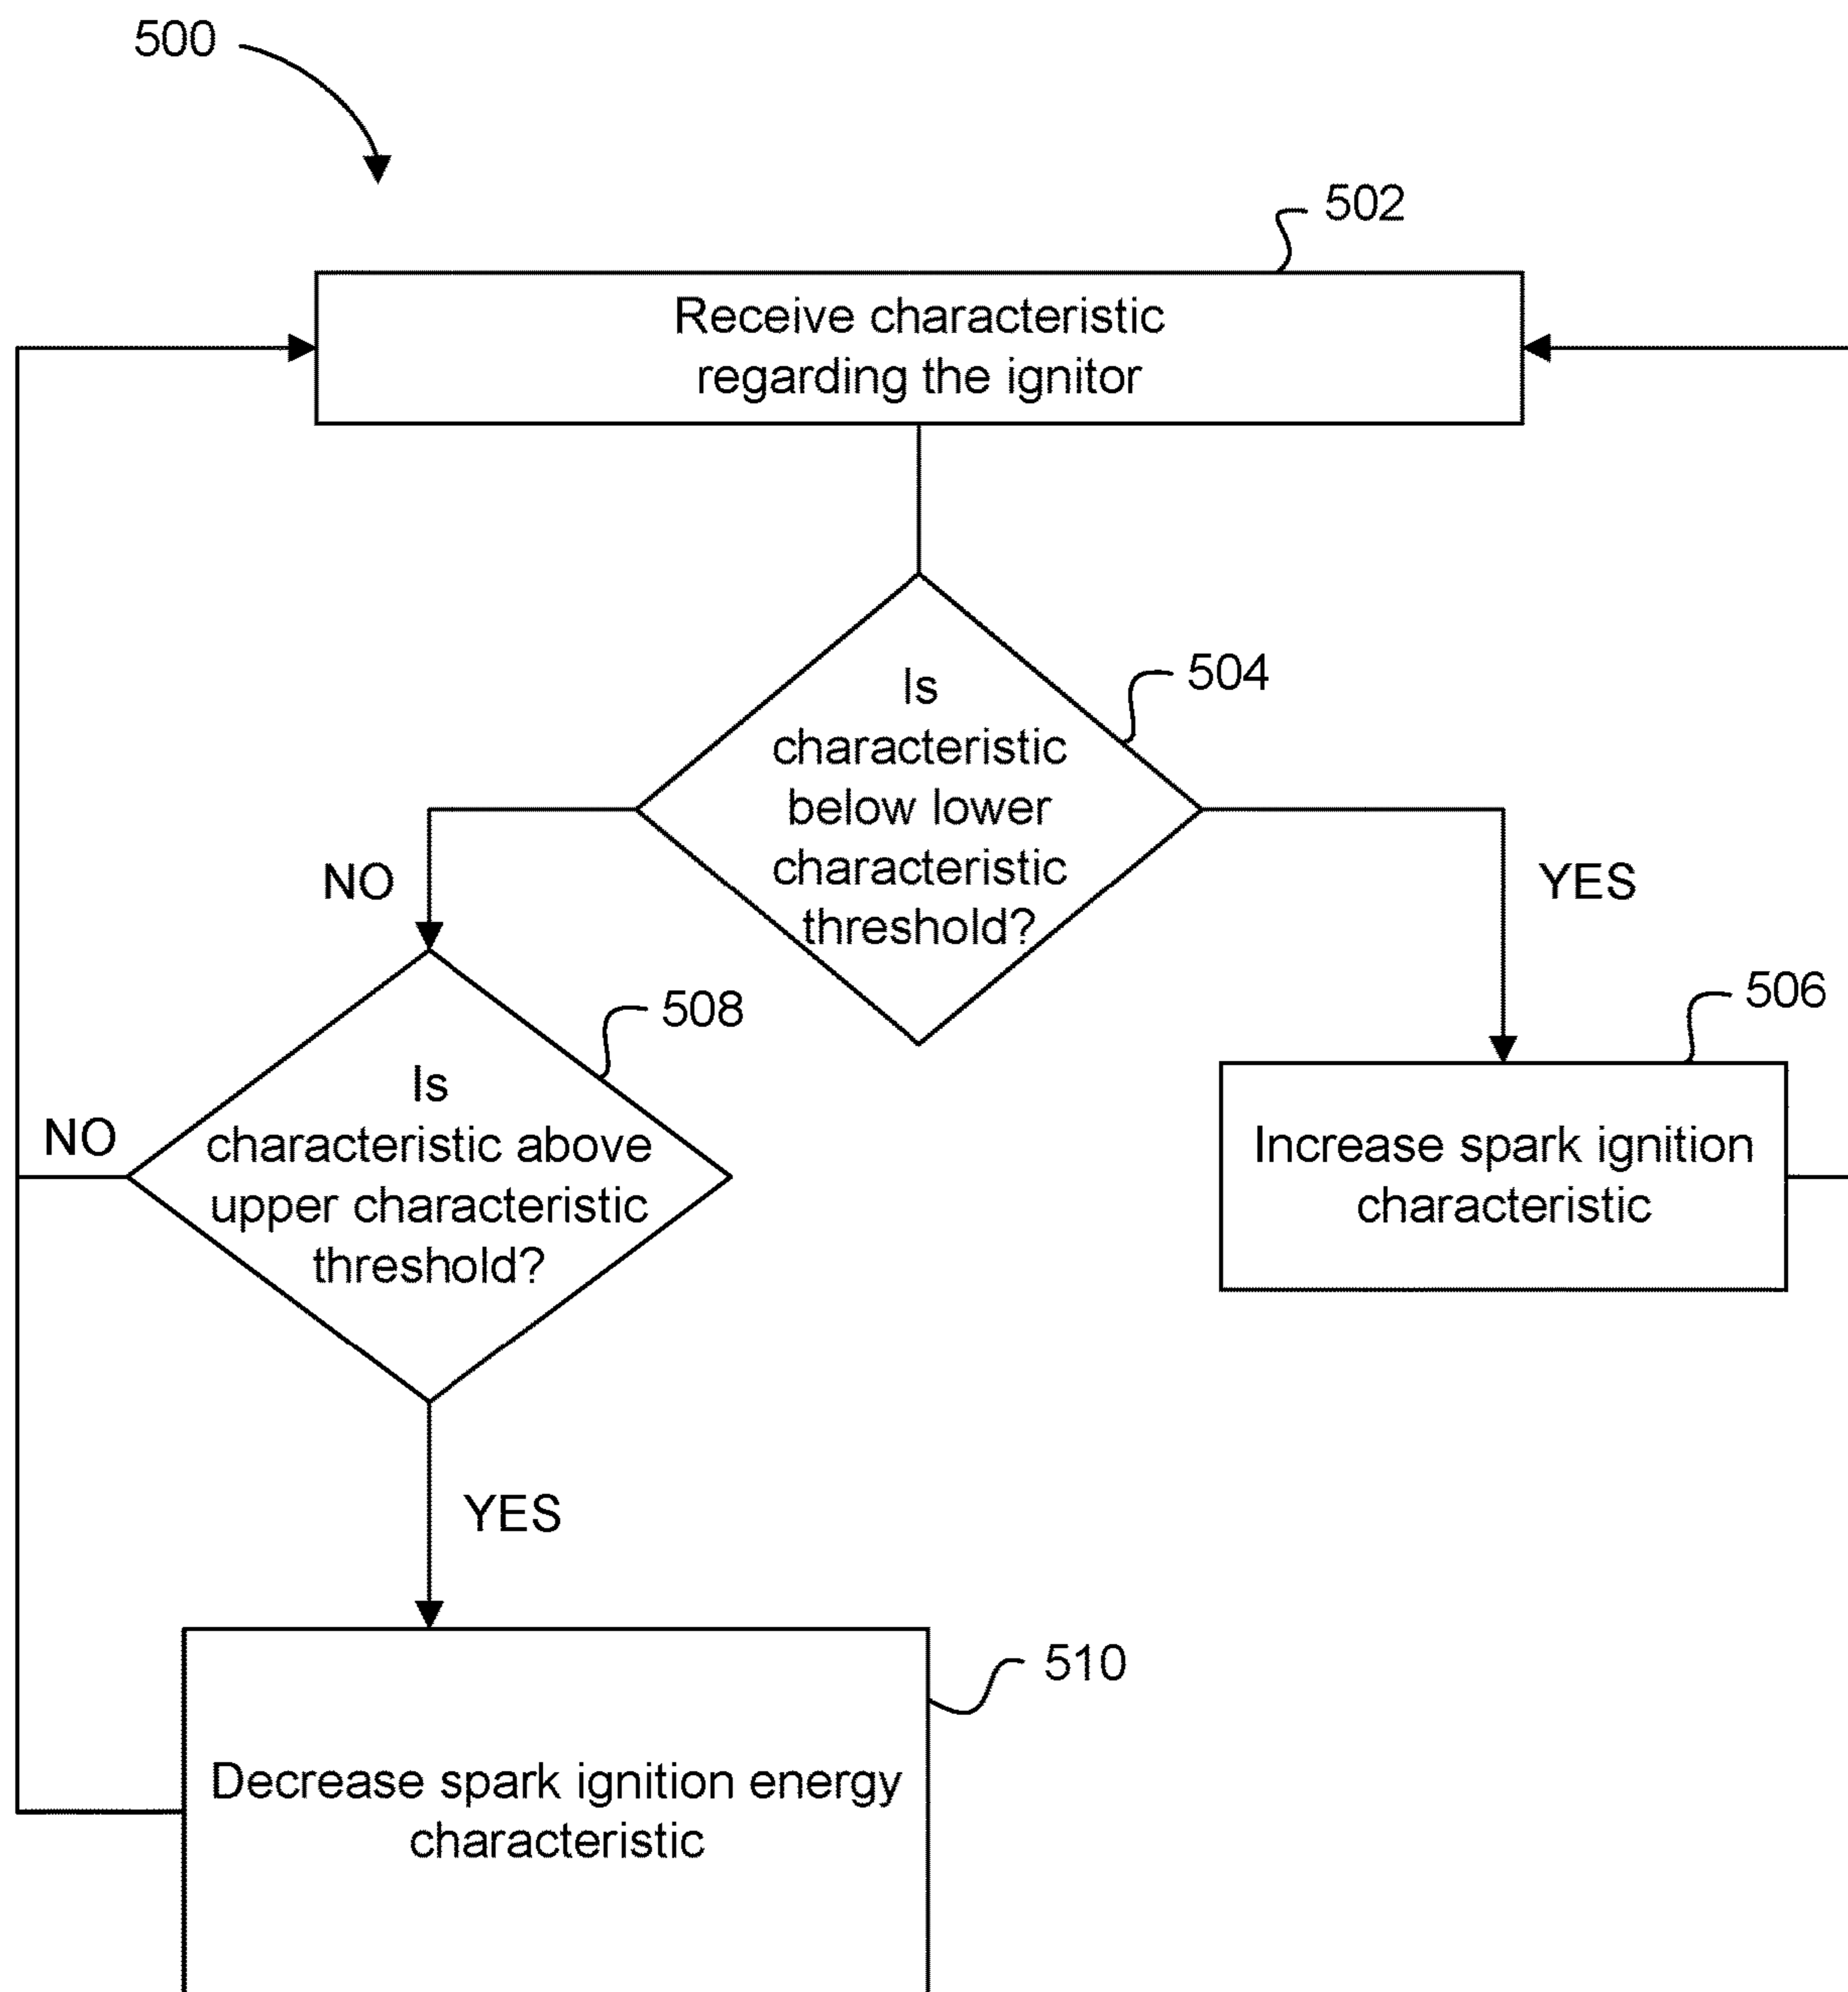 500
502
Receive characteristic
regarding the ignitor
504
Is
characteristic
below lower
characteristic
threshold?
NO
YES
508
506
Is
characteristic above
upper characteristic
threshold?
NO
Increase spark ignition
characteristic
YES
510
Decrease spark ignition energy
characteristic